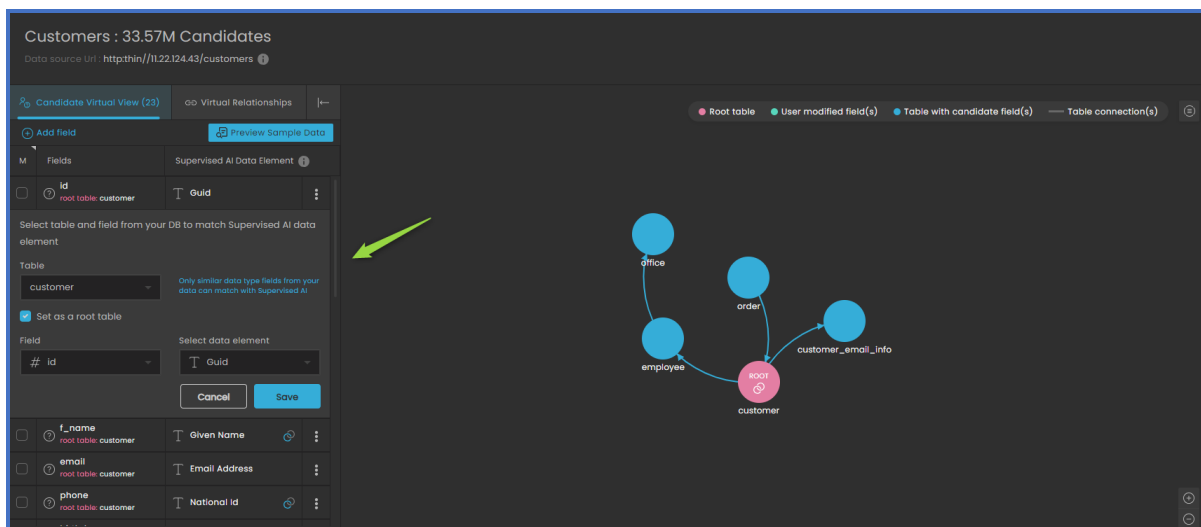 Customers : 33.57M Candidates
Data source Url : http:thin//11.22.124.43/customers
Candidate Virtual View (23)
Virtual Relationships
Add field
Preview Sample Data
M
Fields
Supervised AI Data Element
id
root table: customer
Guid
Select table and field from your DB to match Supervised AI data
element
Table
customer
Only similar data type fields from your
data can match with Supervised AI
Set as a root table
Field
Select data element
# id
Guid
Cancel
Save
f_name
root table: customer
Given Name
email
root table: customer
Email Address
phone
root table: customer
National Id
Root table
User modified field(s)
Table with candidate field(s)
Table connection(s)
office
order
customer_email_info
employee
ROOT
customer